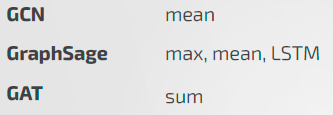 GCN mean
GraphSage max, mean, LSTM
GAT sum